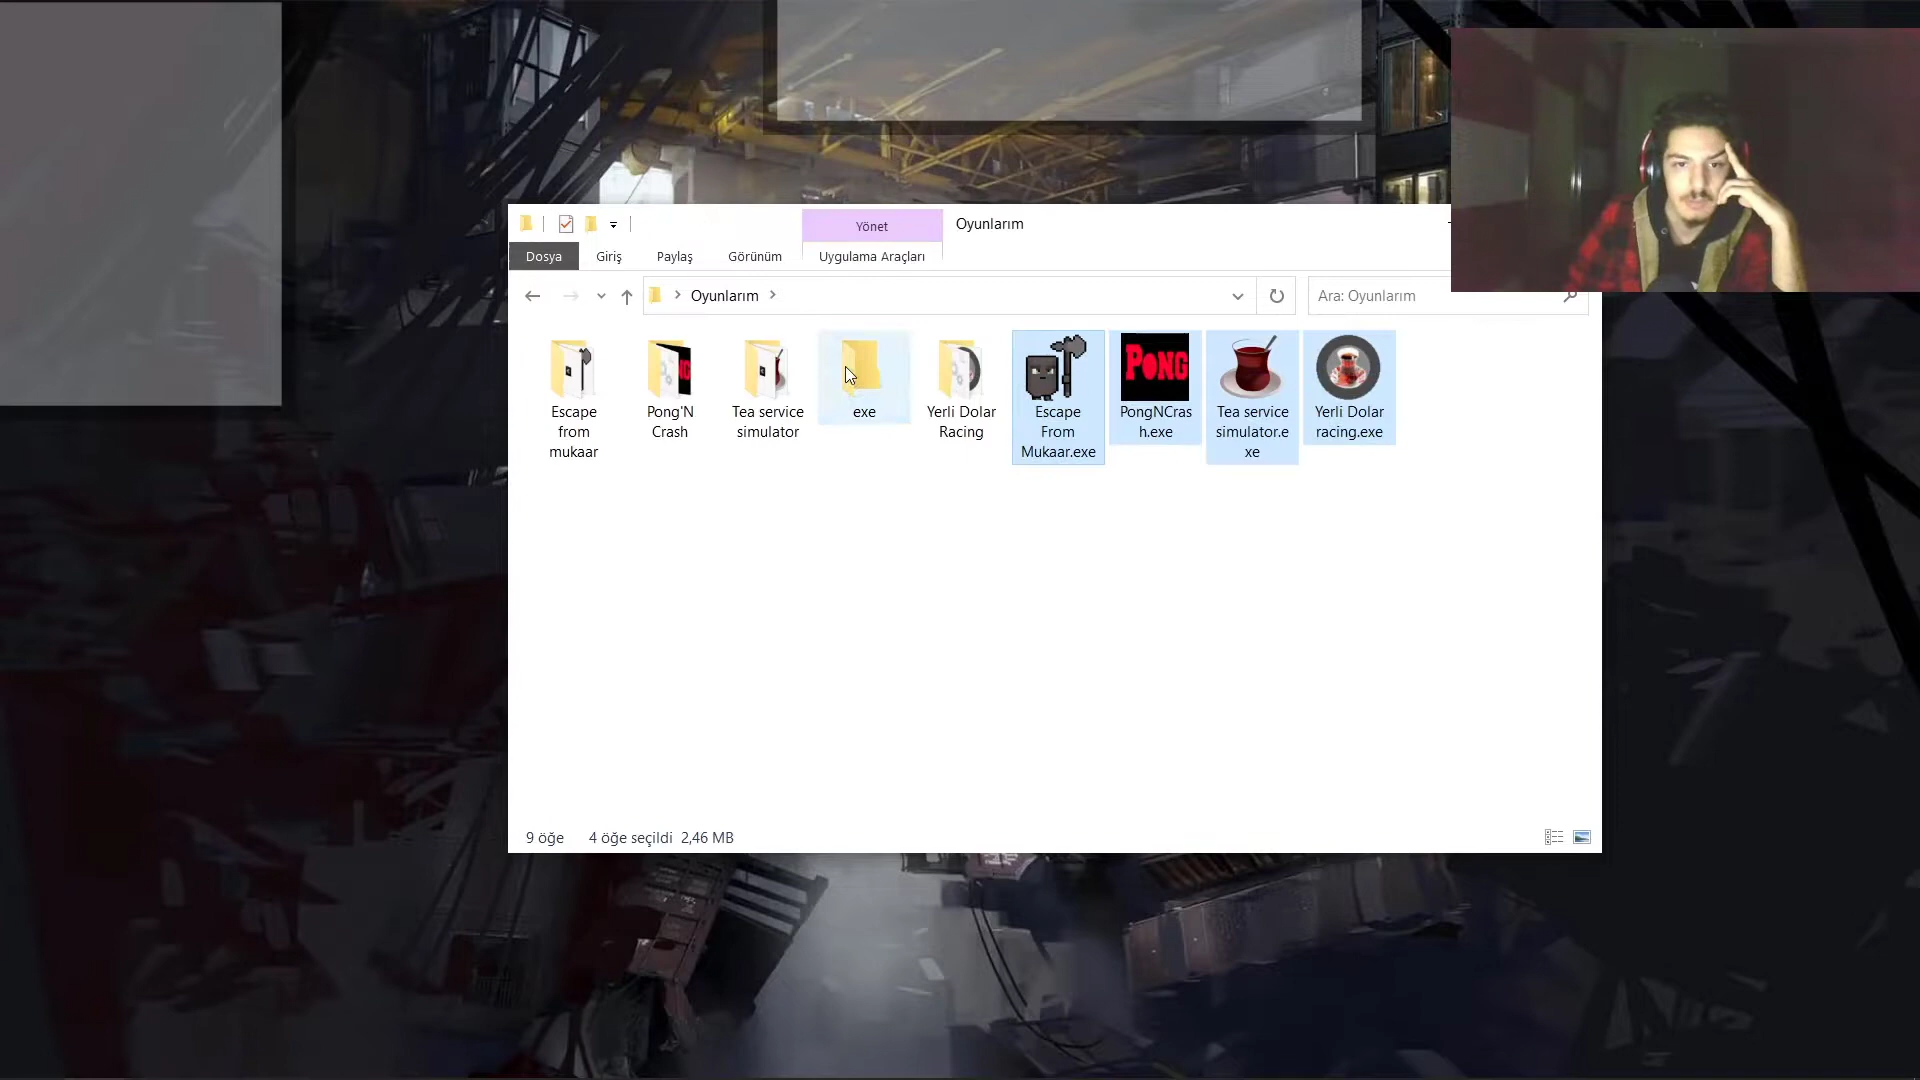 Yönet
Oyunlarım
Dosya
Giriş
Paylaş
Görünüm
Uygulama Araçları
Oyunlarım
Ara: Oyunlarım
Escape
from
mukaar
Pong'N
Crash
Tea service
simulator
exe
Yerli Dolar
Racing
Escape
From
Mukaar.exe
PONG
PongNCras
h.exe
Tea service
simulator.e
xe
Yerli Dolar
racing.exe
9 öğe
4 öğe seçildi 2,46 MB